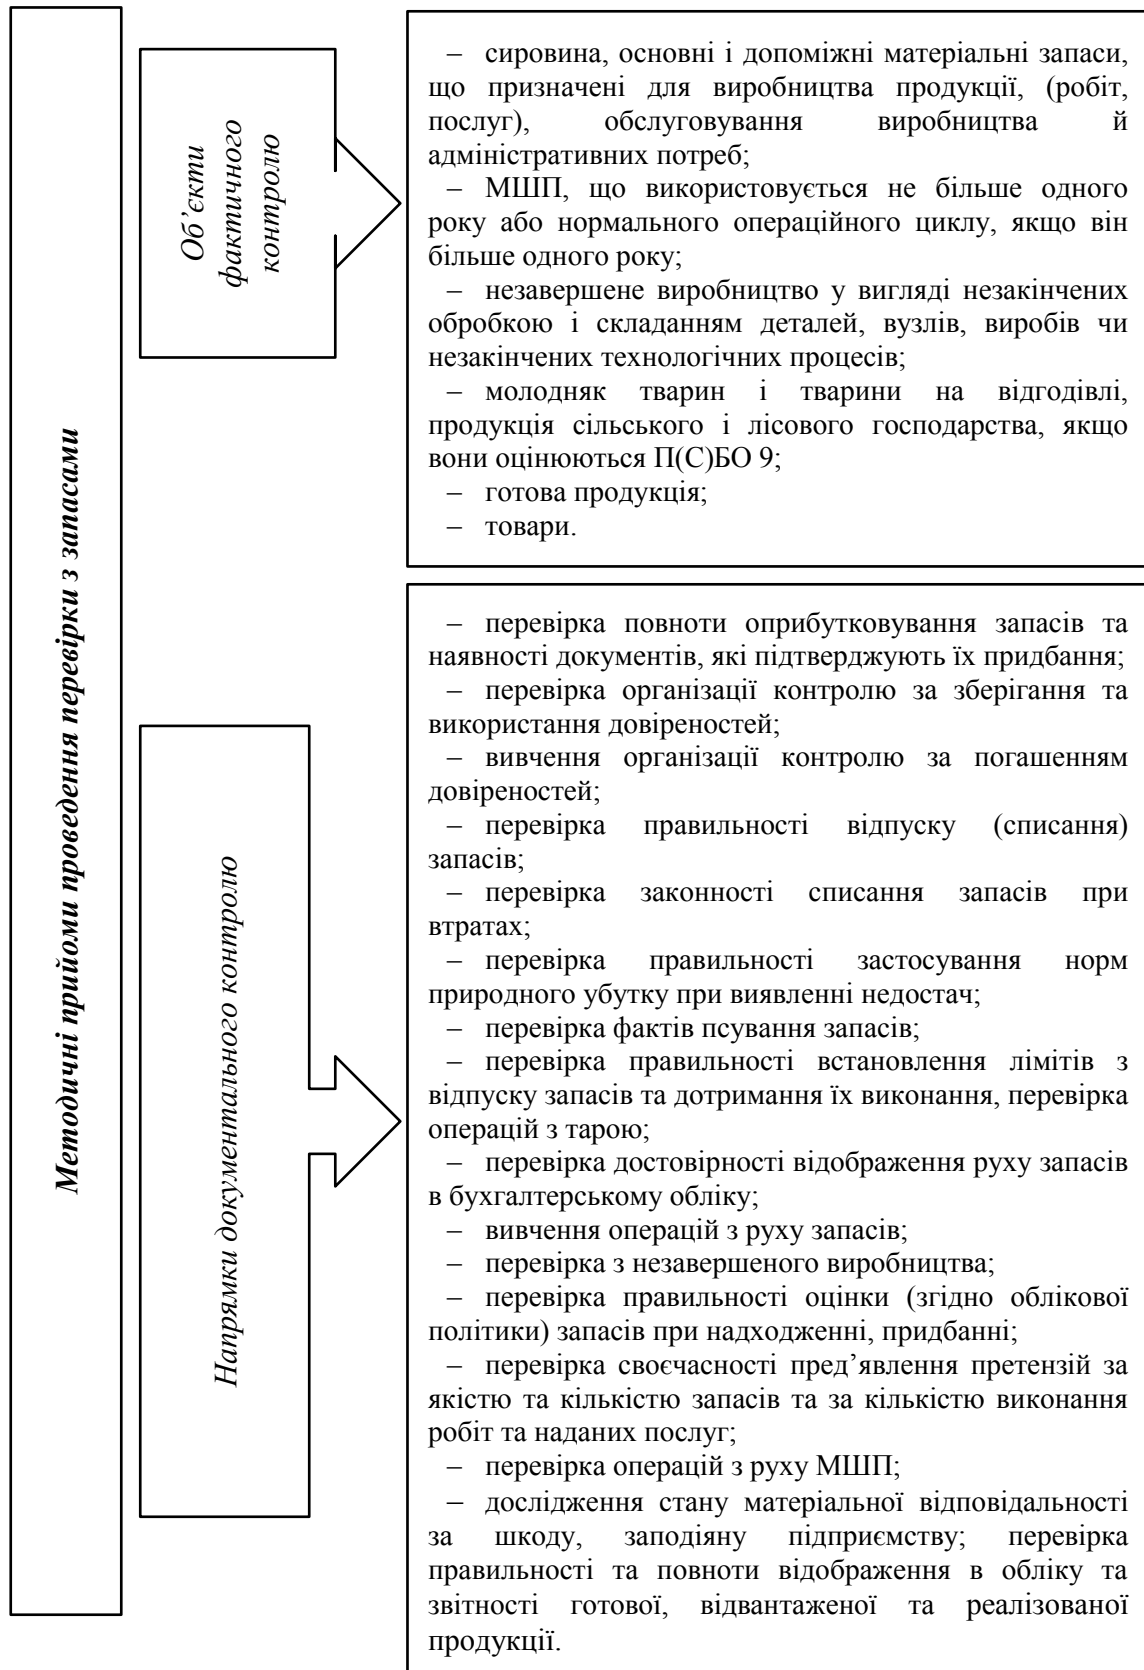 Методичні прийоми проведення перевірки з запасами
Об’єкти
фактичного
контролю
– сировина, основні і допоміжні матеріальні запаси,
що призначені для виробництва продукції, (робіт,
послуг), обслуговування виробництва й
адміністративних потреб;
– МШП, що використовується не більше одного
року або нормального операційного циклу, якщо він
більше одного року;
– незавершене виробництво у вигляді незакінчених
обробкою і складанням деталей, вузлів, виробів чи
незакінчених технологічних процесів;
– молодняк тварин і тварини на відгодівлі,
продукція сільського і лісового господарства, якщо
вони оцінюються П(С)БО 9;
– готова продукція;
– товари.
Напрямки документального контролю
– перевірка повноти оприбутковування запасів та
наявності документів, які підтверджують їх придбання;
– перевірка організації контролю за зберігання та
використання довіреностей;
– вивчення організації контролю за погашенням
довіреностей;
– перевірка правильності відпуску (списання)
запасів;
– перевірка законності списання запасів при
втратах;
– перевірка правильності застосування норм
природного убутку при виявленні недостач;
– перевірка фактів псування запасів;
– перевірка правильності встановлення лімітів з
відпуску запасів та дотримання їх виконання, перевірка
операцій з тарою;
– перевірка достовірності відображення руху запасів
в бухгалтерському обліку;
– вивчення операцій з руху запасів;
– перевірка з незавершеного виробництва;
– перевірка правильності оцінки (згідно облікової
політики) запасів при надходженні, придбанні;
– перевірка своєчасності пред’явлення претензій за
якістю та кількістю запасів та за кількістю виконання
робіт та наданих послуг;
– перевірка операцій з руху МШП;
– дослідження стану матеріальної відповідальності
за шкоду, заподіяну підприємству; перевірка
правильності та повноти відображення в обліку та
звітності готової, відвантаженої та реалізованої
продукції.